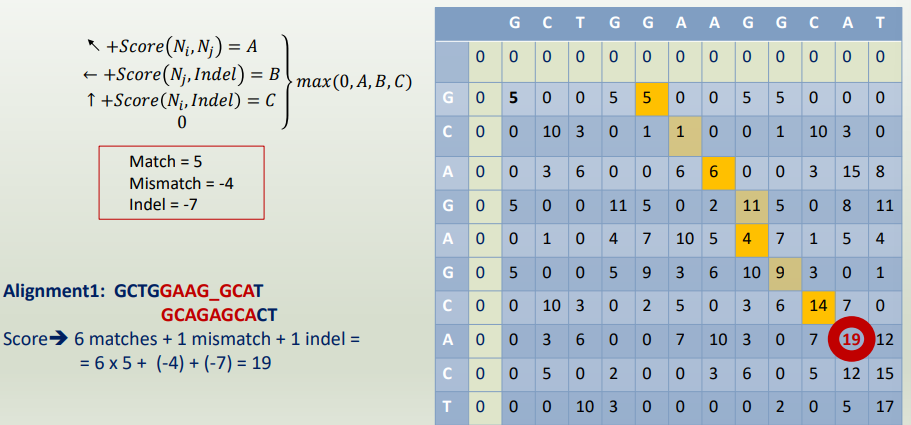 ↖ +Score(Nᵢ, Nⱼ) = A
← +Score(Nⱼ, Indel) = B
↑ +Score(Nᵢ, Indel) = C
0
max(0, A, B, C)
Match = 5
Mismatch = -4
Indel = -7
Alignment1: GCTGGAAG_GCAT
GCAGAGCACT
Score➔ 6 matches + 1 mismatch + 1 indel =
= 6 x 5 + (-4) + (-7) = 19
G C T G G A A G G C A T
0 0 0 0 0 0 0 0 0 0 0 0 0
G 0 5 0 0 5 5 0 0 5 5 0 0 0
C 0 0 10 3 0 1 1 0 0 1 10 3 0
A 0 0 3 6 0 0 6 6 0 0 3 15 8
G 0 5 0 0 11 5 0 2 11 5 0 8 11
A 0 0 1 0 4 7 10 5 4 7 1 5 4
G 0 5 0 0 5 9 3 6 10 9 3 0 1
C 0 0 10 3 0 2 5 0 3 6 14 7 0
A 0 0 3 6 0 0 7 10 3 0 7 19 12
C 0 0 5 0 2 0 0 3 6 0 5 12 15
T 0 0 0 10 3 0 0 0 0 2 0 5 17